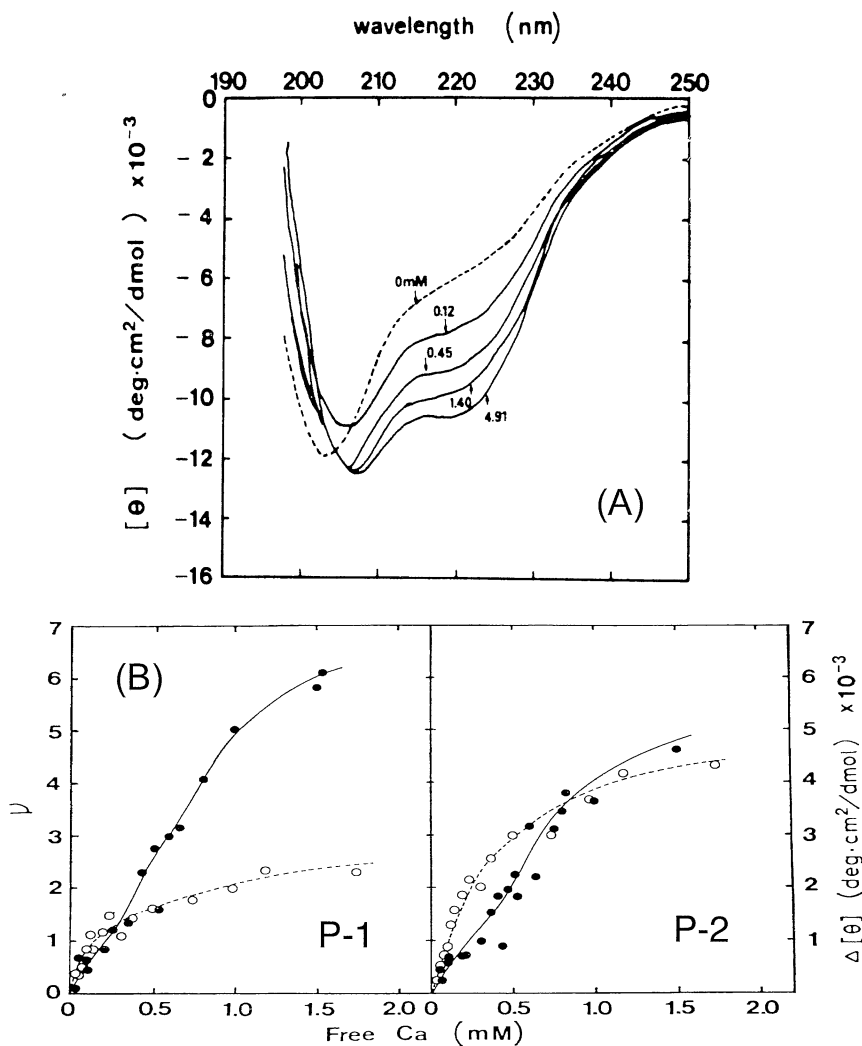 wavelength (nm)
190 200 210 220 230 240 250
0
- 2
- 4
- 6
- 8
-10
-12
-14
-16
[θ] (deg·cm²/dmol) ×10⁻³
0mM
0.12
0.45
1.40
4.91
(A)
(B)
7
6
5
4
3
2
1
0
ν
P-1
P-2
7
6
5
4
3
2
1
Δ[θ] (deg·cm²/dmol) ×10⁻³
0 0.5 1.0 1.5 2.0 0 0.5 1.0 1.5 2.0
Free Ca (mM)